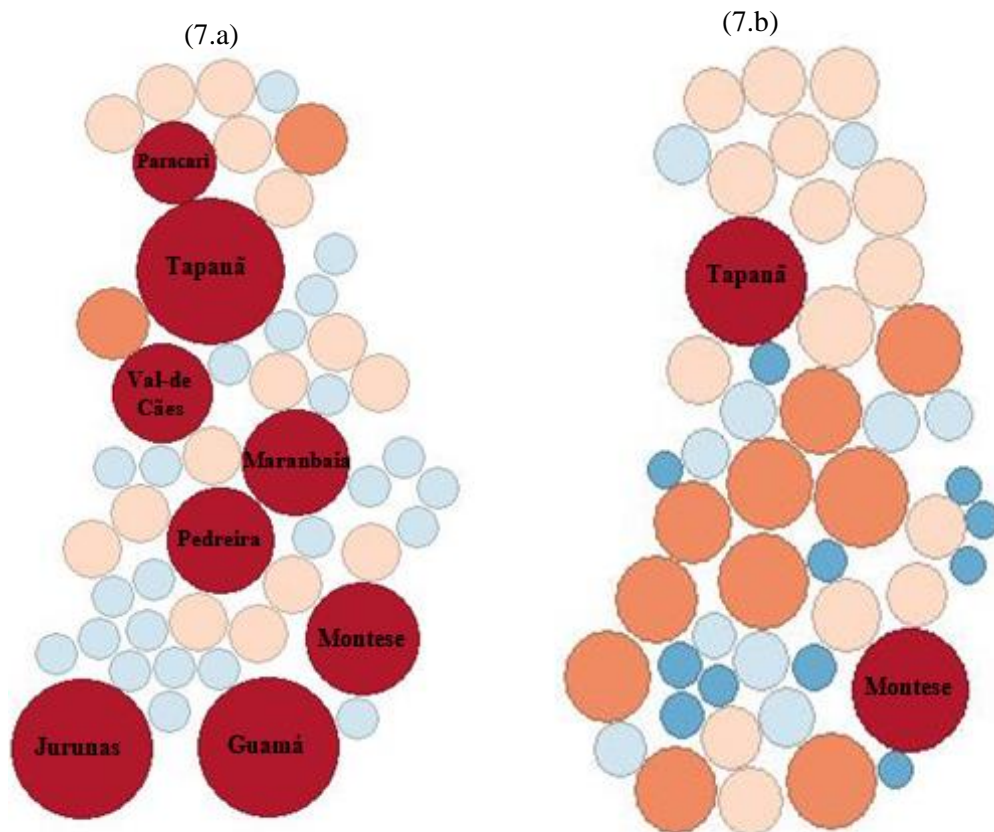 (7.a)
(7.b)
Paracari
Tapanã
Val-de
Cães
Maranbaia
Pedreira
Montese
Jurunas
Guamá
Tapanã
Montese